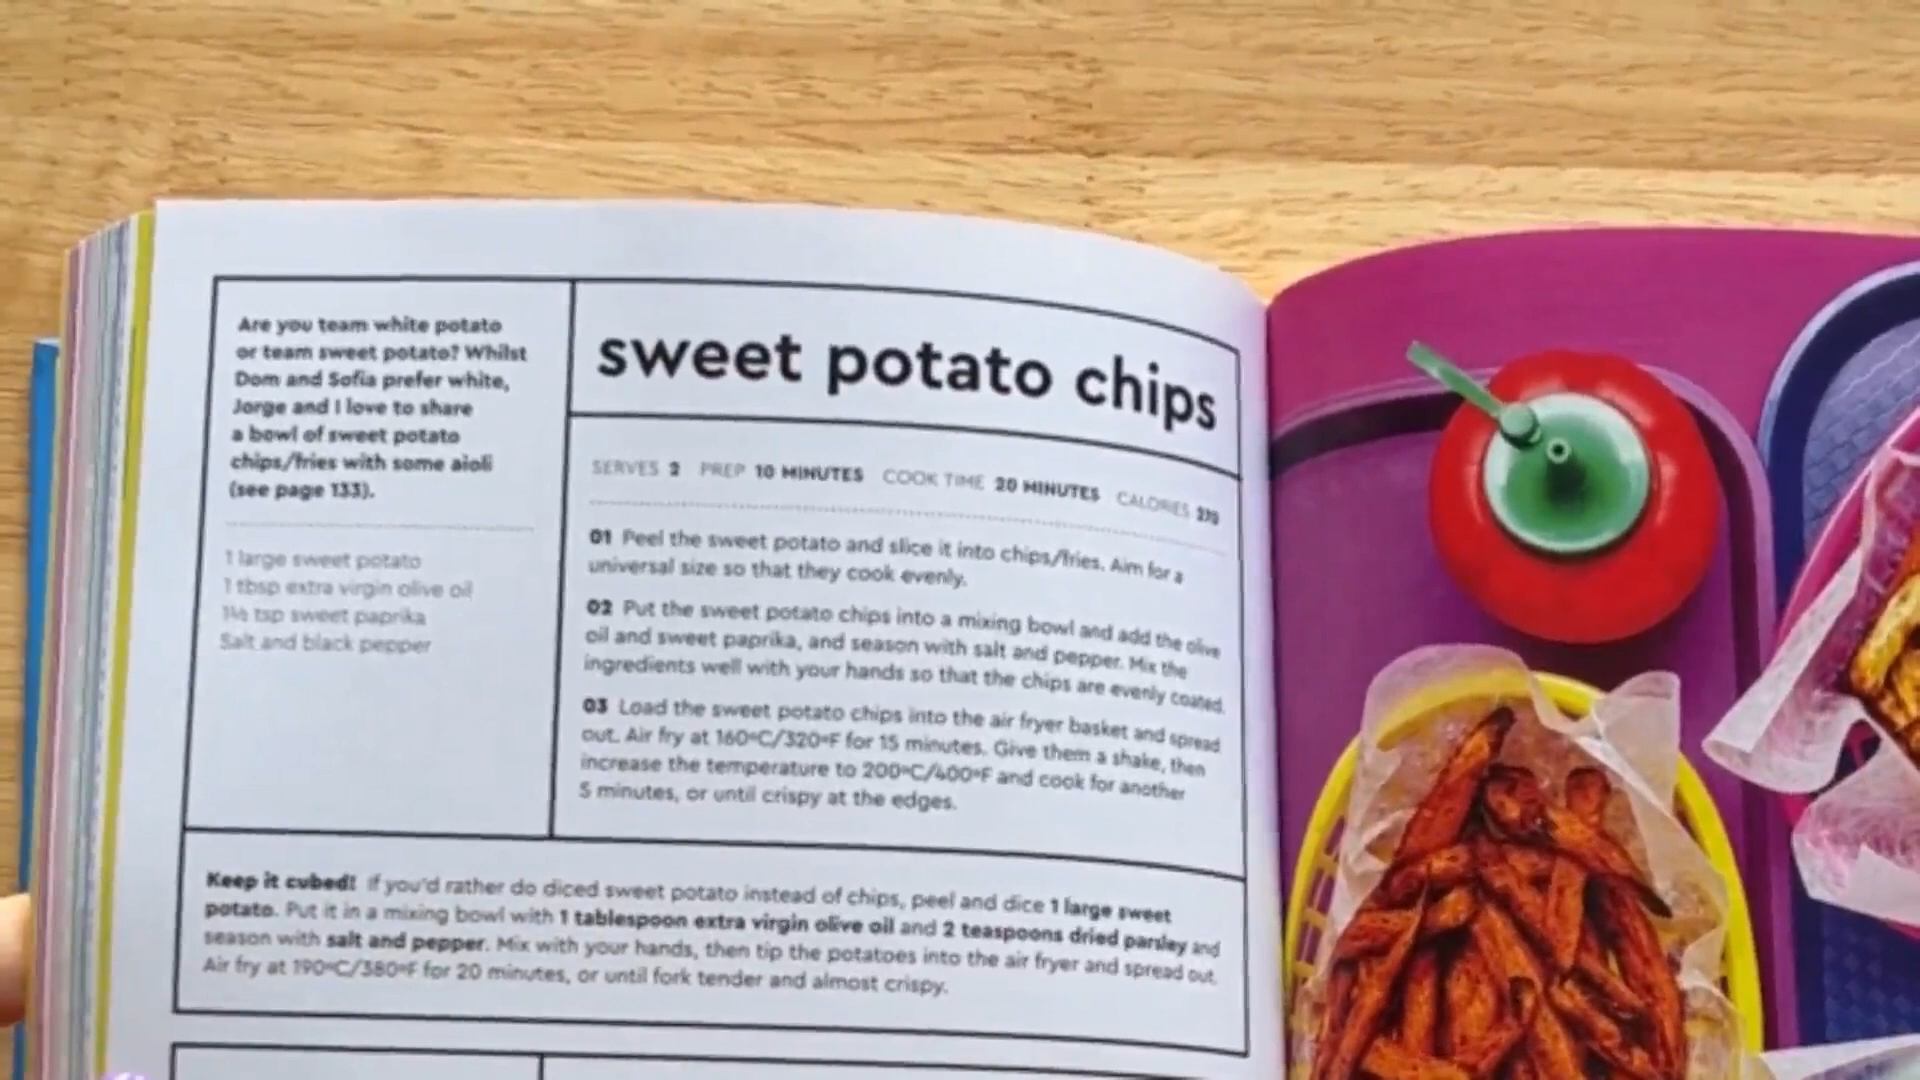 Are you team white potato
or team sweet potato? Whilst
Dom and Sofia prefer white,
Jorge and I love to share
a bowl of sweet potato
chips/fries with some aioli
(see page 133).
1 large sweet potato
1 tbsp extra virgin olive oil
1½ tsp sweet paprika
Salt and black pepper
sweet potato chips
SERVES 2 PREP 10 MINUTES COOK TIME 20 MINUTES CALORIES 270
01 Peel the sweet potato and slice it into chips/fries. Aim for a
universal size so that they cook evenly.
02 Put the sweet potato chips into a mixing bowl and add the olive
oil and sweet paprika, and season with salt and pepper. Mix the
ingredients well with your hands so that the chips are evenly coated.
03 Load the sweet potato chips into the air fryer basket and spread
out. Air fry at 160ºC/320ºF for 15 minutes. Give them a shake, then
increase the temperature to 200ºC/400ºF and cook for another
5 minutes, or until crispy at the edges.
Keep it cubed! If you'd rather do diced sweet potato instead of chips, peel and dice 1 large sweet
potato. Put it in a mixing bowl with 1 tablespoon extra virgin olive oil and 2 teaspoons dried parsley and
season with salt and pepper. Mix with your hands, then tip the potatoes into the air fryer and spread out.
Air fry at 190ºC/380ºF for 20 minutes, or until fork tender and almost crispy.